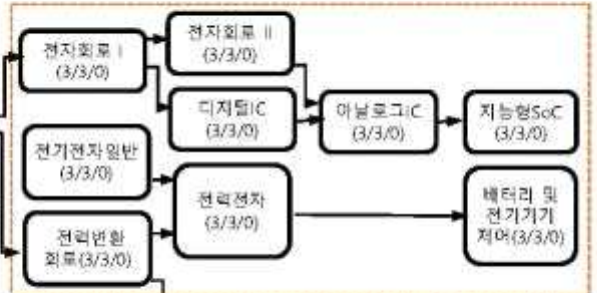 전자회로 I
(3/3/0)
전자회로 II
(3/3/0)
디지털IC
(3/3/0)
아날로그IC
(3/3/0)
지능형SoC
(3/3/0)
전기전자일반
(3/3/0)
전력전자
(3/3/0)
배터리 및
전기기기
제어(3/3/0)
전력변환
회로(3/3/0)